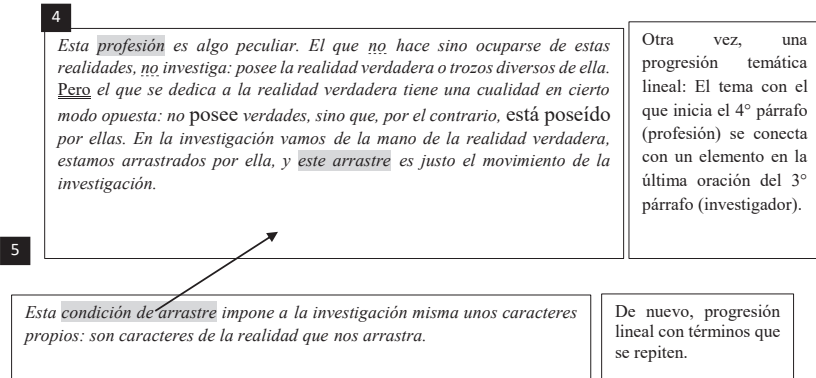 4
Esta profesión es algo peculiar. El que no hace sino ocuparse de estas
realidades, no investiga: posee la realidad verdadera o trozos diversos de ella.
Pero el que se dedica a la realidad verdadera tiene una cualidad en cierto
modo opuesta: no posee verdades, sino que, por el contrario, está poseído
por ellas. En la investigación vamos de la mano de la realidad verdadera,
estamos arrastrados por ella, y este arrastre es justo el movimiento de la
investigación.
Otra vez, una
progresión temática
lineal: El tema con el
que inicia el 4° párrafo
(profesión) se conecta
con un elemento en la
última oración del 3°
párrafo (investigador).
5
Esta condición de arrastre impone a la investigación misma unos caracteres
propios: son caracteres de la realidad que nos arrastra.
De nuevo, progresión
lineal con términos que
se repiten.